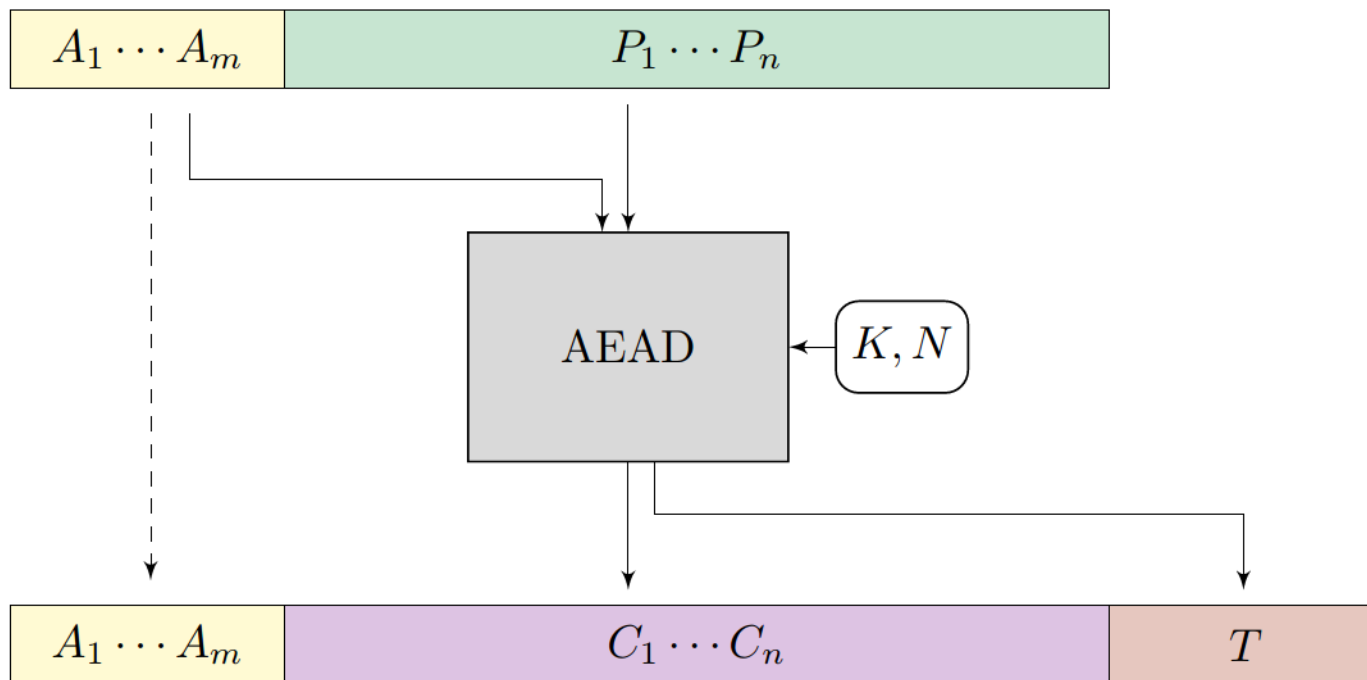 A₁ ⋯ Aₘ P₁ ⋯ Pₙ
AEAD K, N
A₁ ⋯ Aₘ C₁ ⋯ Cₙ T